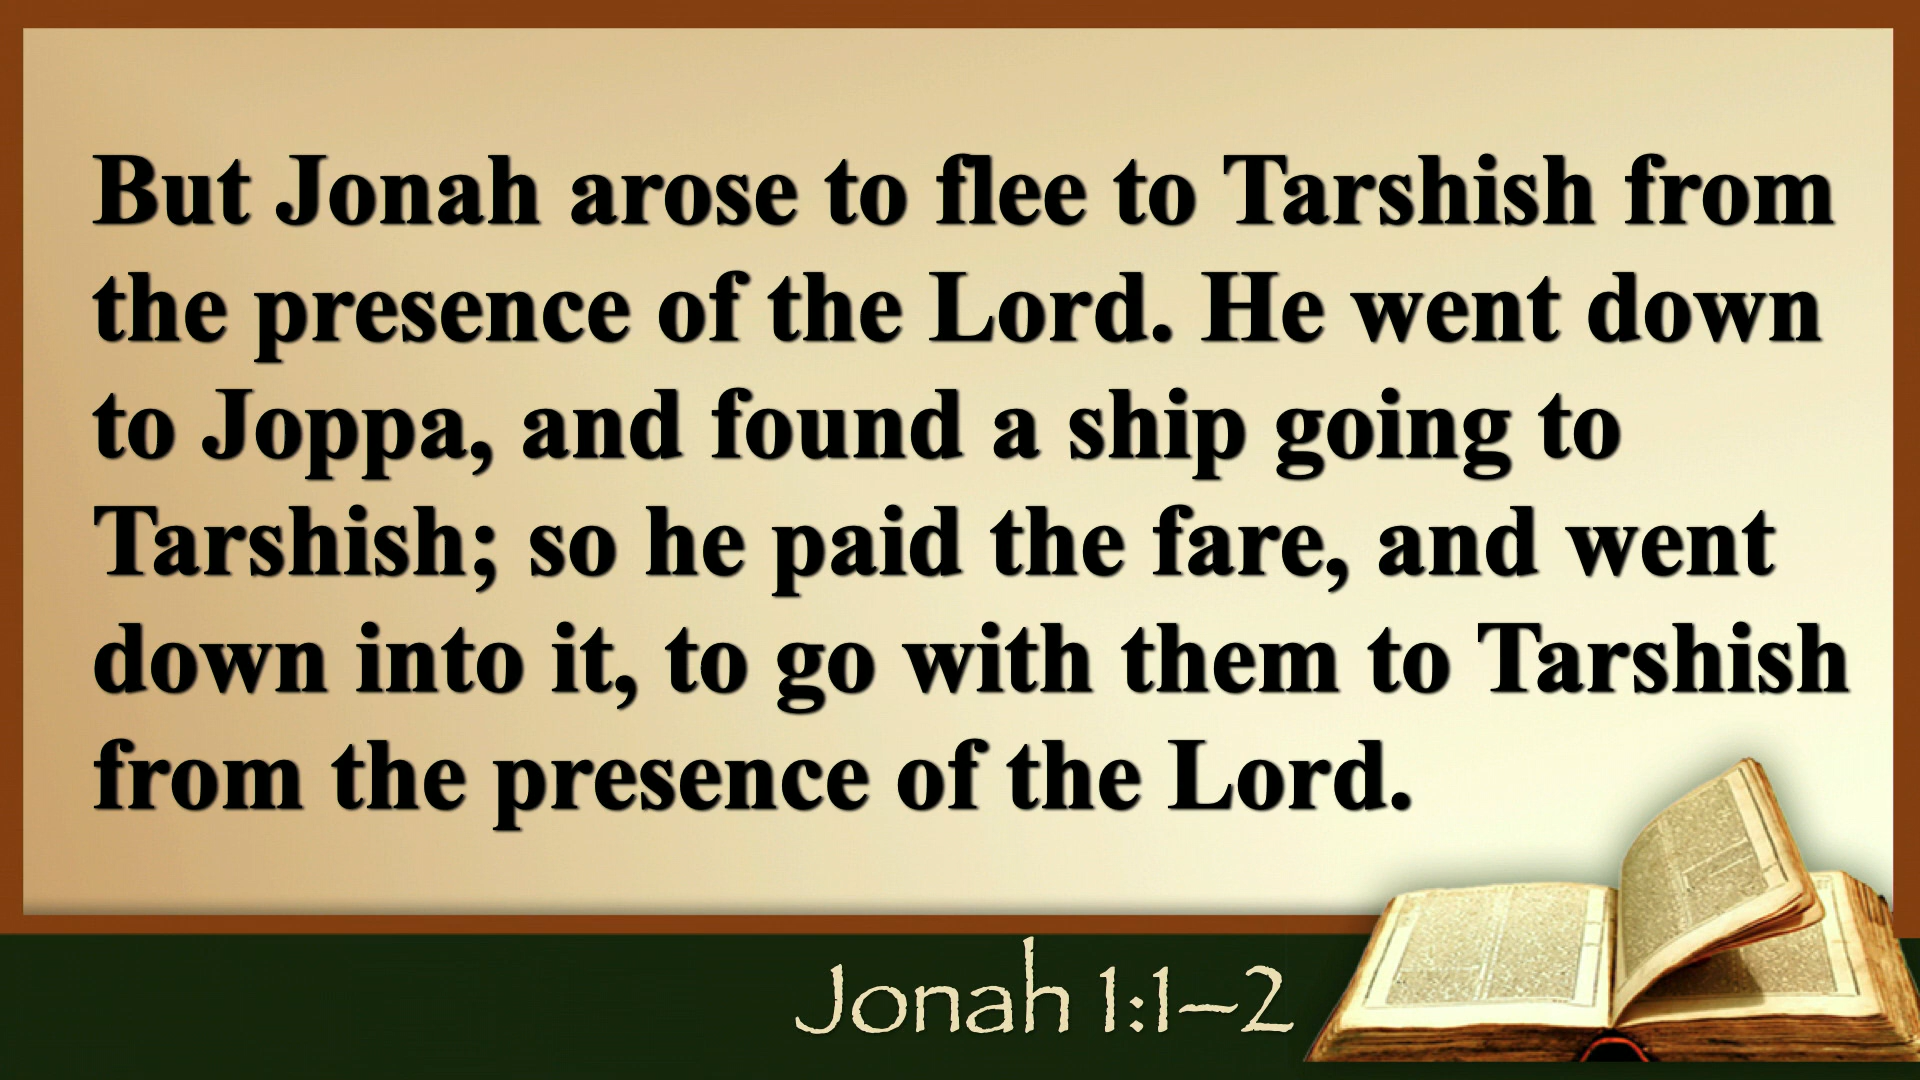 But Jonah arose to flee to Tarshish from
the presence of the Lord. He went down
to Joppa, and found a ship going to
Tarshish; so he paid the fare, and went
down into it, to go with them to Tarshish
from the presence of the Lord.
Jonah 1:1–2